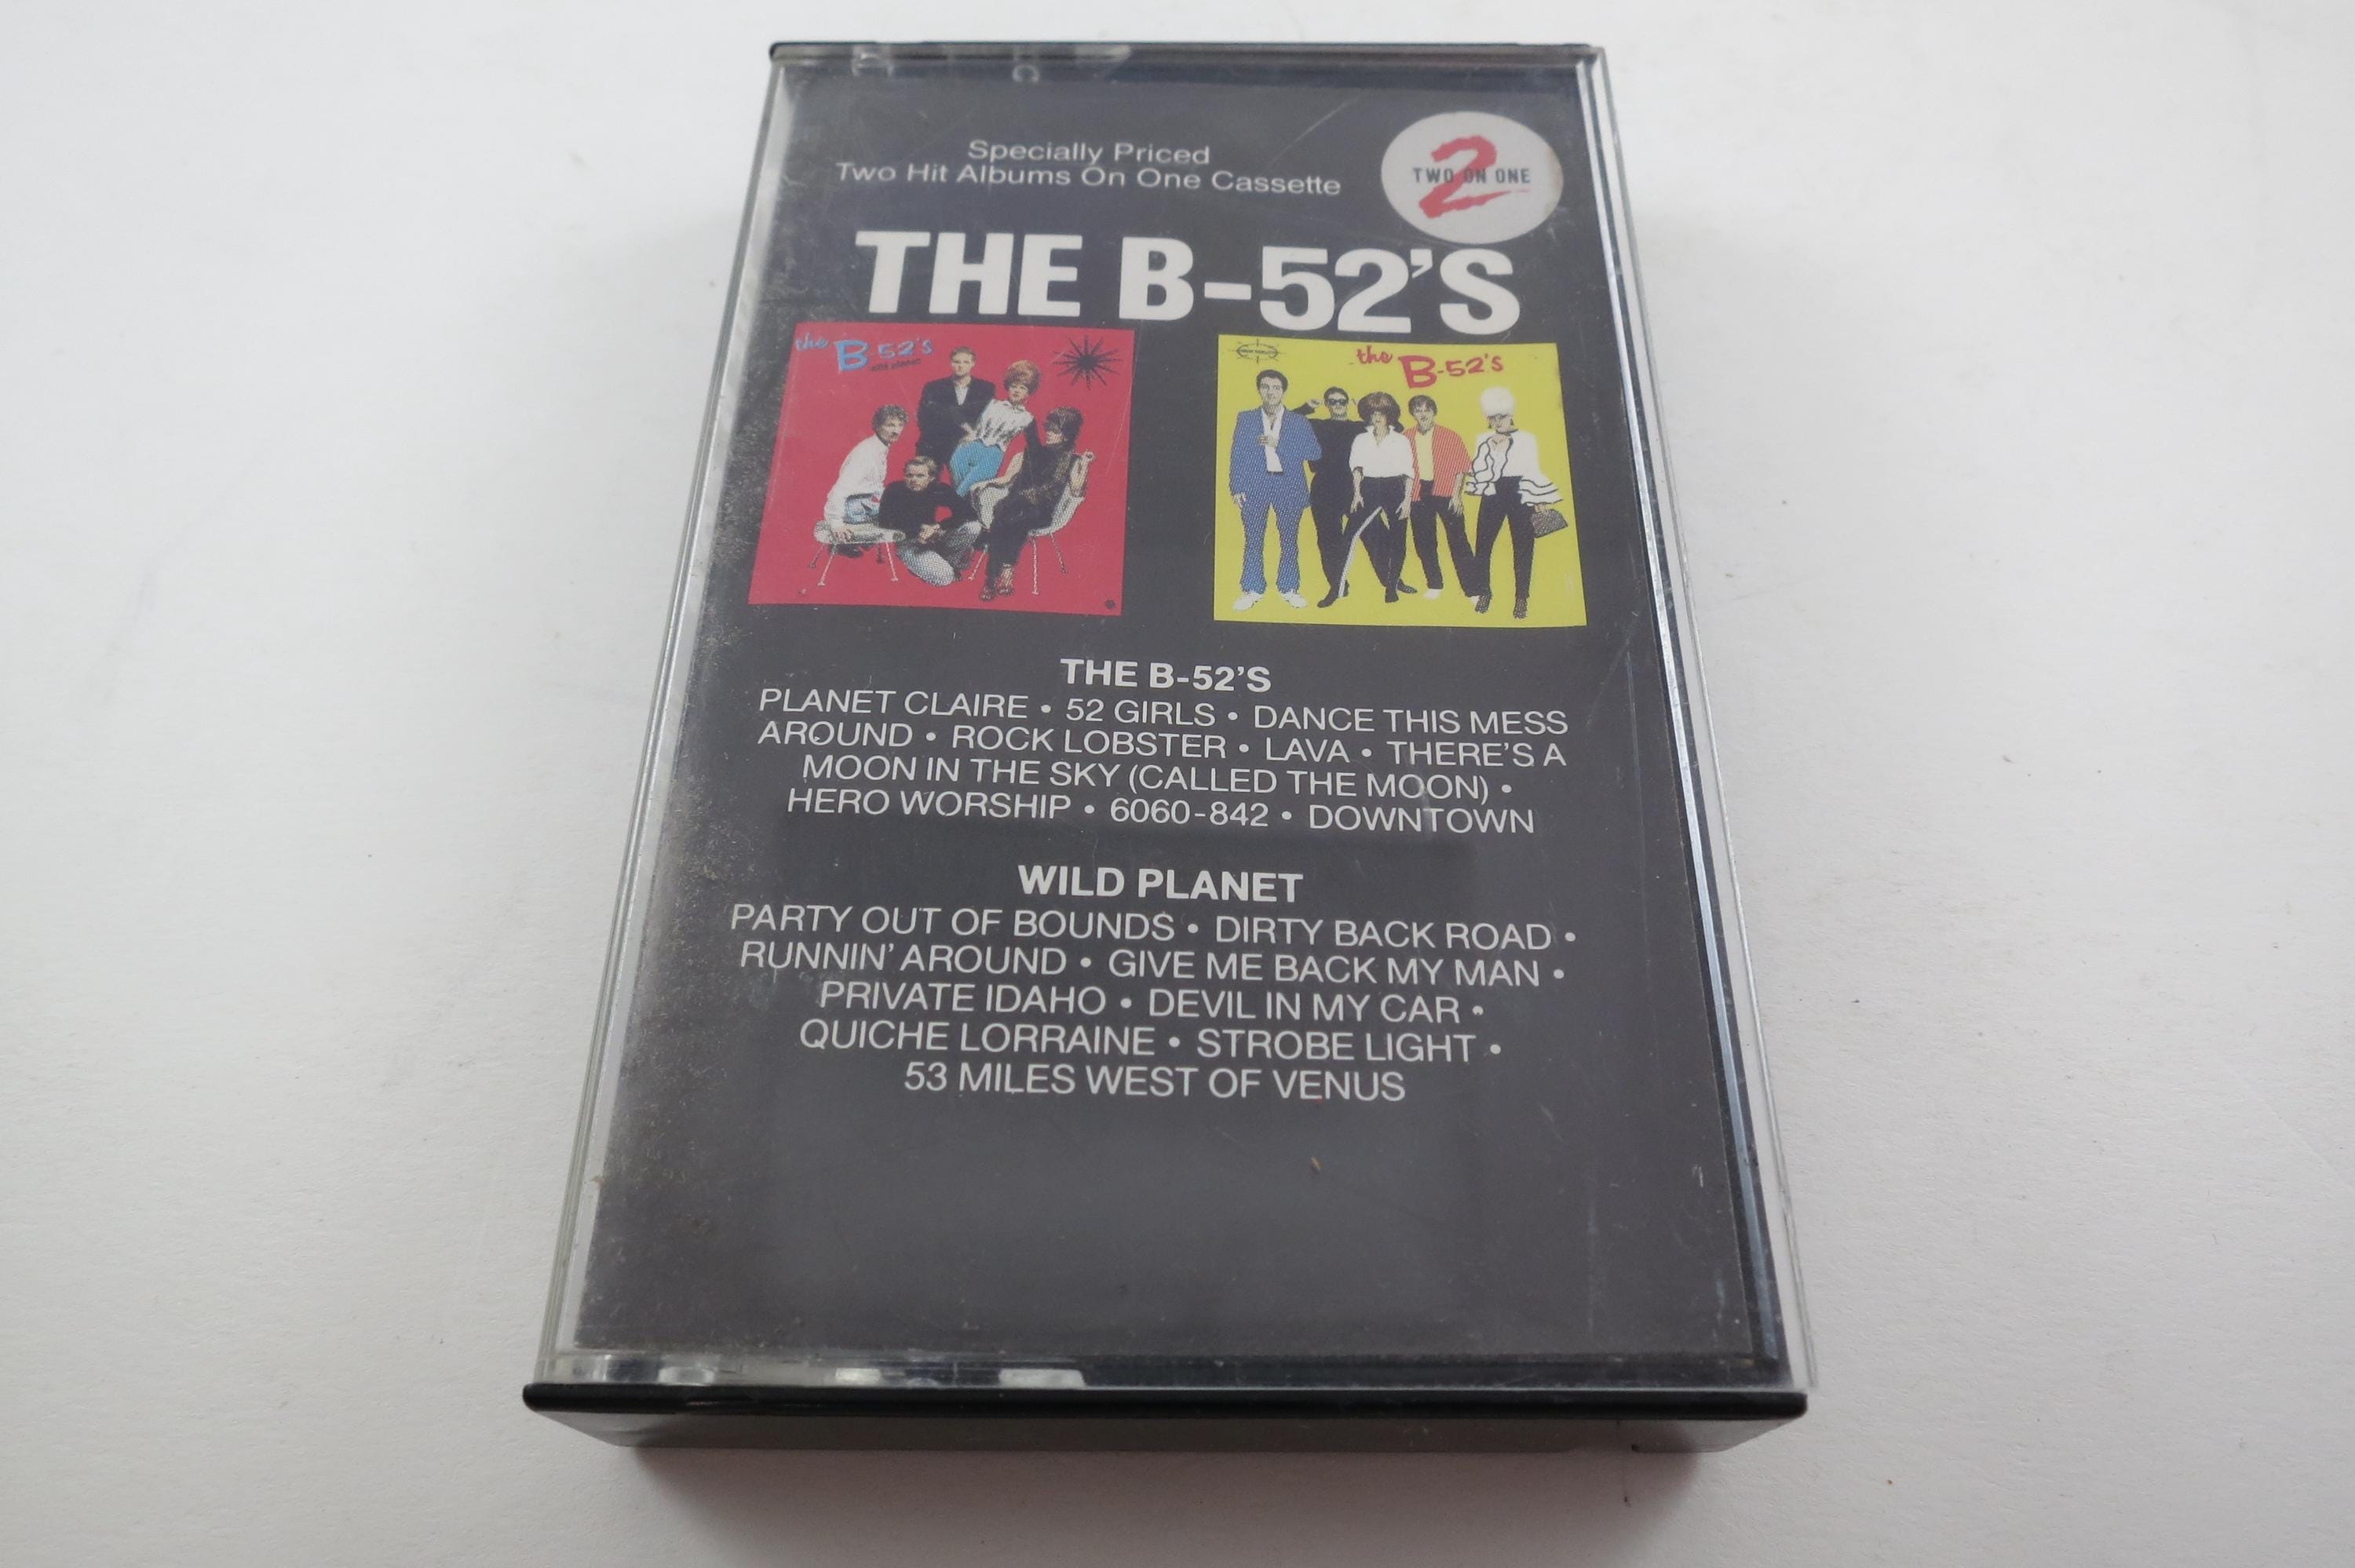 Specially Priced
Two Hit Albums On One Cassette
2
TWO ON ONE
THE B-52'S
the B-52's
the B-52's
THE B-52'S
PLANET CLAIRE • 52 GIRLS • DANCE THIS MESS
AROUND • ROCK LOBSTER • LAVA • THERE'S A
MOON IN THE SKY (CALLED THE MOON) •
HERO WORSHIP • 6060-842 • DOWNTOWN
WILD PLANET
PARTY OUT OF BOUNDS • DIRTY BACK ROAD •
RUNNIN' AROUND • GIVE ME BACK MY MAN •
PRIVATE IDAHO • DEVIL IN MY CAR •
QUICHE LORRAINE • STROBE LIGHT •
53 MILES WEST OF VENUS